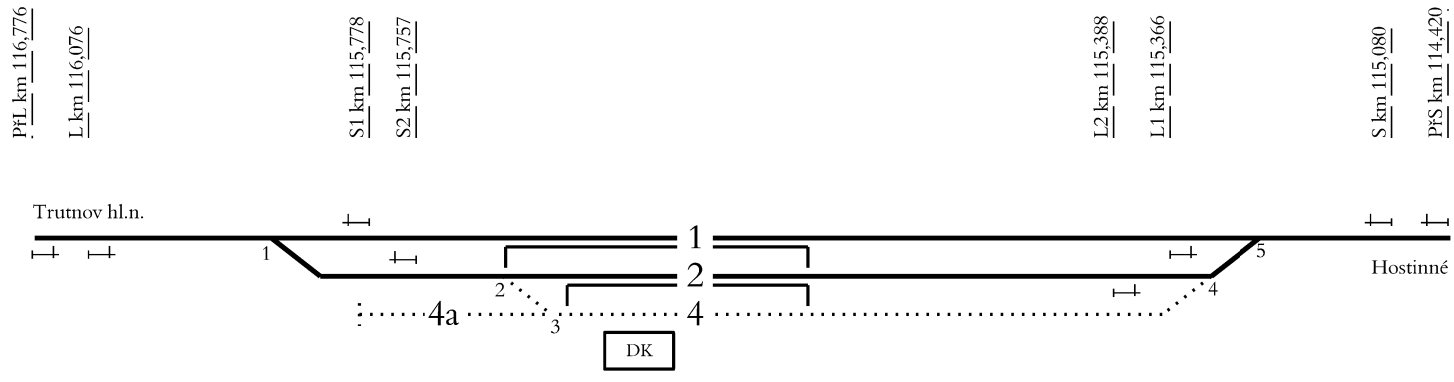 PřL km 116,776
L km 116,076
S1 km 115,778
S2 km 115,757
L2 km 115,388
L1 km 115,366
S km 115,080
PřS km 114,420
Trutnov hl.n.
1
1
5
Hostinné
2
2
4
4a
3
4
DK